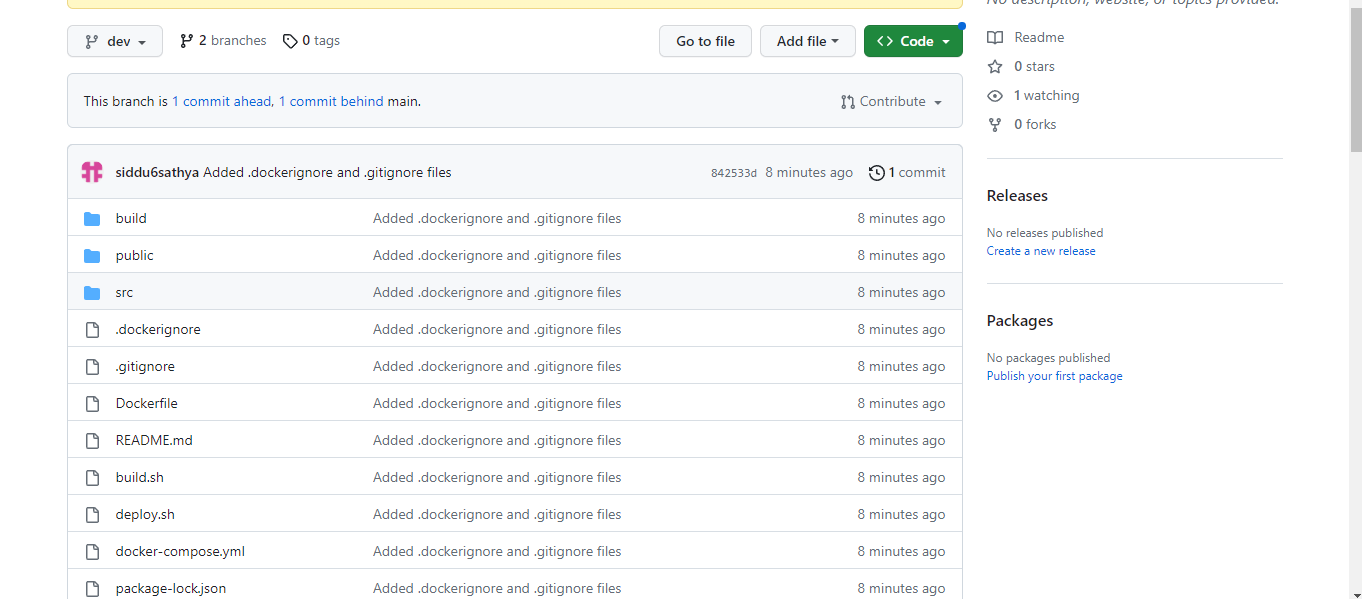 No description, website, or topics provided.
dev
2 branches
0 tags
Go to file
Add file
<> Code
Readme
0 stars
1 watching
0 forks
This branch is 1 commit ahead, 1 commit behind main.
Contribute
siddu6sathya Added .dockerignore and .gitignore files 842533d 8 minutes ago 1 commit
build Added .dockerignore and .gitignore files 8 minutes ago
public Added .dockerignore and .gitignore files 8 minutes ago
src Added .dockerignore and .gitignore files 8 minutes ago
.dockerignore Added .dockerignore and .gitignore files 8 minutes ago
.gitignore Added .dockerignore and .gitignore files 8 minutes ago
Dockerfile Added .dockerignore and .gitignore files 8 minutes ago
README.md Added .dockerignore and .gitignore files 8 minutes ago
build.sh Added .dockerignore and .gitignore files 8 minutes ago
deploy.sh Added .dockerignore and .gitignore files 8 minutes ago
docker-compose.yml Added .dockerignore and .gitignore files 8 minutes ago
package-lock.json Added .dockerignore and .gitignore files 8 minutes ago
Releases
No releases published
Create a new release
Packages
No packages published
Publish your first package